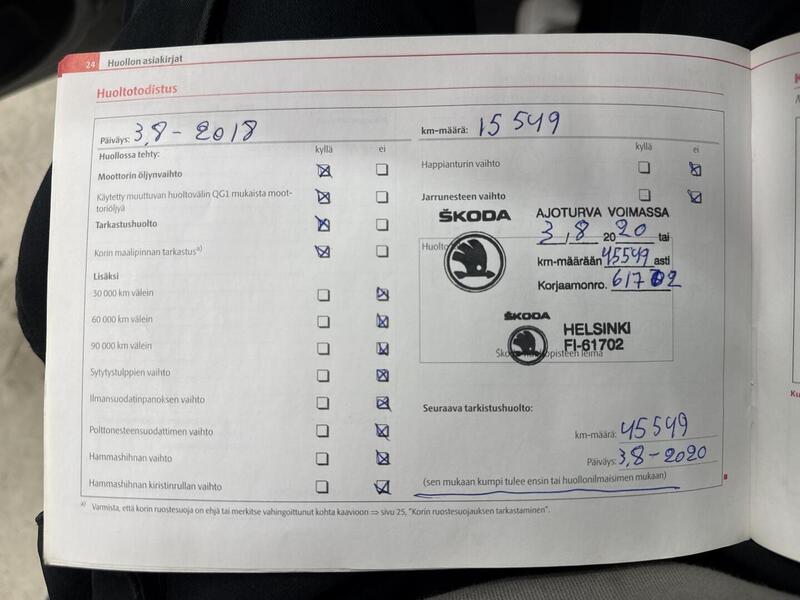 24 Huollon asiakirjat
Huoltotodistus
Päiväys: 3,8 - 2018
km-määrä: 15 549
Huollossa tehty: kyllä ei
kyllä ei
Moottorin öljynvaihto
Happianturin vaihto
Käytetty muuttuvan huoltovälin QG1 mukaista moot-
toriöljyä
Jarrunesteen vaihto
Tarkastushuolto
Korin maalipinnan tarkastus a)
Lisäksi
30 000 km välein
60 000 km välein
90 000 km välein
Sytytystulppien vaihto
Ilmansuodatinpanoksen vaihto
Polttonesteensuodattimen vaihto
Hammashihnan vaihto
Hammashihnan kiristinrullan vaihto
ŠKODA AJOTURVA VOIMASSA
3,8 2020 tai
km-määrään 45549 asti
Korjaamonro. 61702
ŠKODA
HELSINKI
FI-61702
leima
Seuraava tarkistushuolto:
km-määrä: 45549
Päiväys: 3,8 - 2020
(sen mukaan kumpi tulee ensin tai huollonilmaisimen mukaan)
a) Varmista, että korin ruostesuoja on ehjä tai merkitse vahingoittunut kohta kaavioon ⇒ sivu 25, "Korin ruostesuojauksen tarkastaminen".